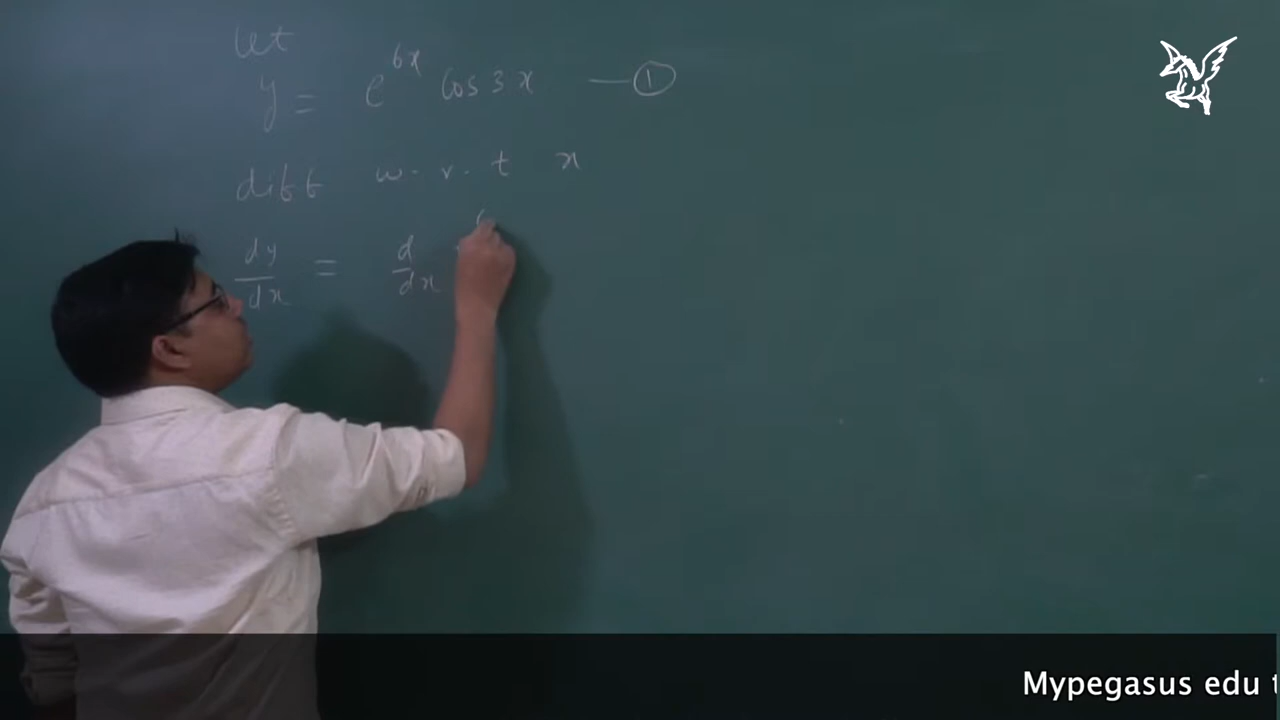 let
y = e^{6x} cos 3x —①
diff w.r.t x
dy/dx = d/dx
Mypegasus edu